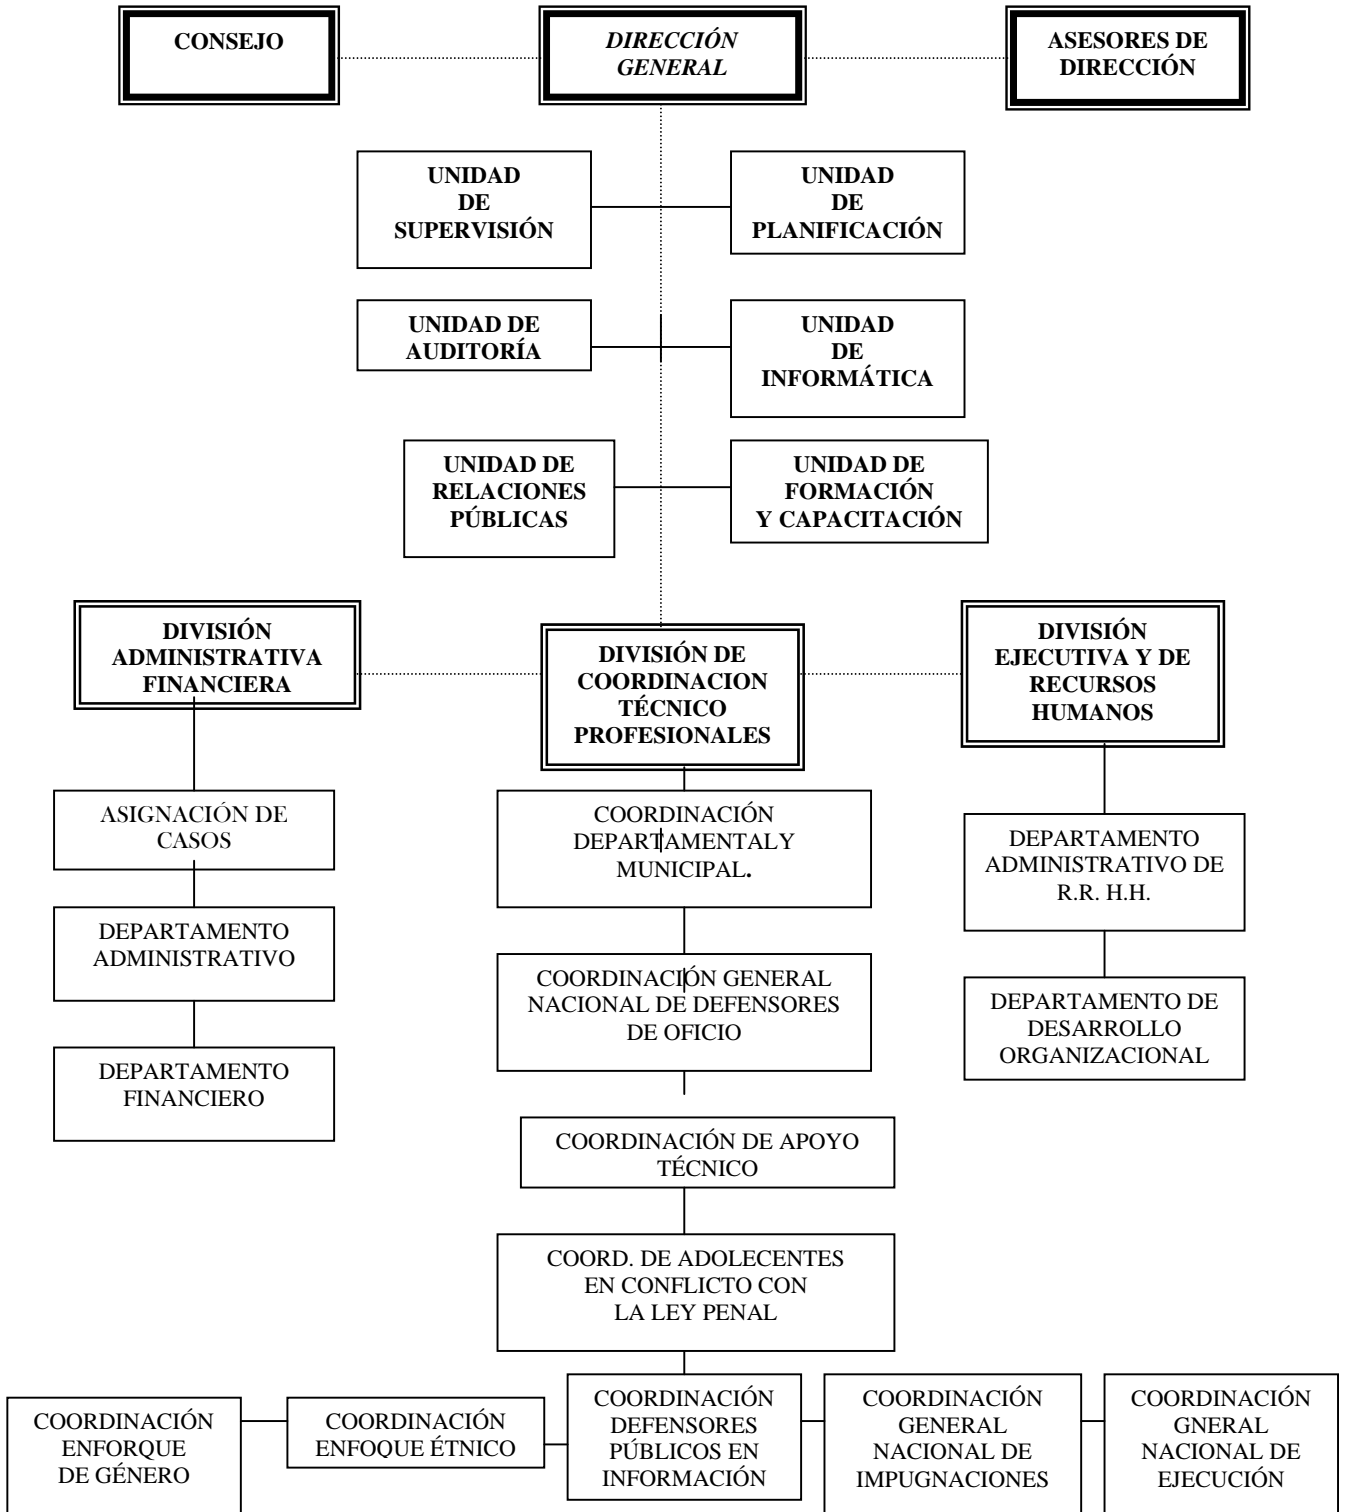 CONSEJO
DIRECCIÓN
GENERAL
ASESORES DE
DIRECCIÓN
UNIDAD
DE
SUPERVISIÓN
UNIDAD
DE
PLANIFICACIÓN
UNIDAD DE
AUDITORÍA
UNIDAD
DE
INFORMÁTICA
UNIDAD DE
RELACIONES
PÚBLICAS
UNIDAD DE
FORMACIÓN
Y CAPACITACIÓN
DIVISIÓN
ADMINISTRATIVA
FINANCIERA
DIVISIÓN DE
COORDINACION
TÉCNICO
PROFESIONALES
DIVISIÓN
EJECUTIVA Y DE
RECURSOS
HUMANOS
ASIGNACIÓN DE
CASOS
DEPARTAMENTO
ADMINISTRATIVO
DEPARTAMENTO
FINANCIERO
COORDINACIÓN
DEPARTAMENTALY
MUNICIPAL.
COORDINACIÓN GENERAL
NACIONAL DE DEFENSORES
DE OFICIO
DEPARTAMENTO
ADMINISTRATIVO DE
R.R. H.H.
DEPARTAMENTO DE
DESARROLLO
ORGANIZACIONAL
COORDINACIÓN DE APOYO
TÉCNICO
COORD. DE ADOLECENTES
EN CONFLICTO CON
LA LEY PENAL
COORDINACIÓN
ENFORQUE
DE GÉNERO
COORDINACIÓN
ENFOQUE ÉTNICO
COORDINACIÓN
DEFENSORES
PÚBLICOS EN
INFORMACIÓN
COORDINACIÓN
GENERAL
NACIONAL DE
IMPUGNACIONES
COORDINACIÓN
GNERAL
NACIONAL DE
EJECUCIÓN